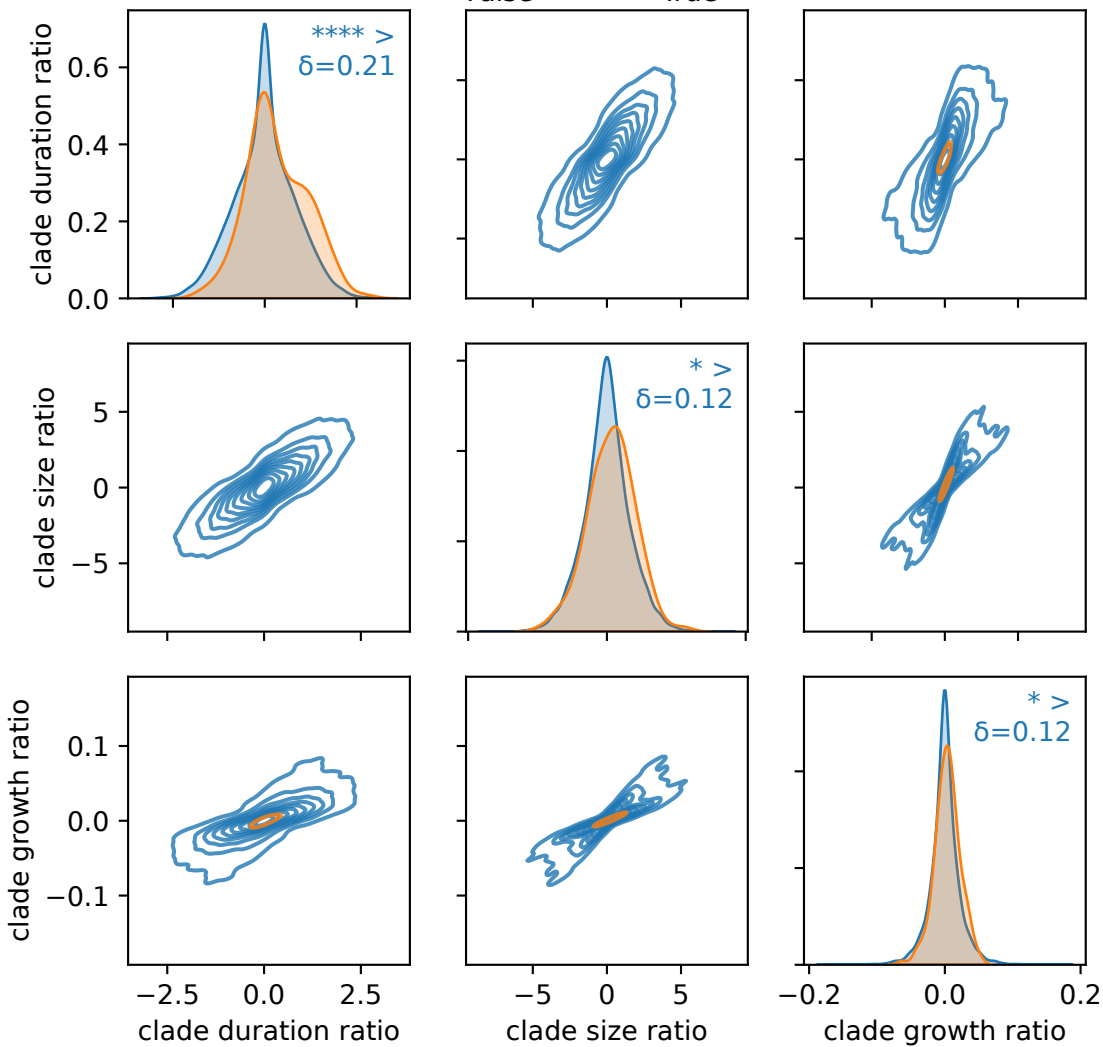 clade duration ratio
0.6
0.4
0.2
0.0
**** >
δ=0.21
clade size ratio
5
0
−5
* >
δ=0.12
clade growth ratio
0.1
0.0
−0.1
* >
δ=0.12
−2.5 0.0 2.5
−5 0 5
−0.2 0.0 0.2
clade duration ratio
clade size ratio
clade growth ratio